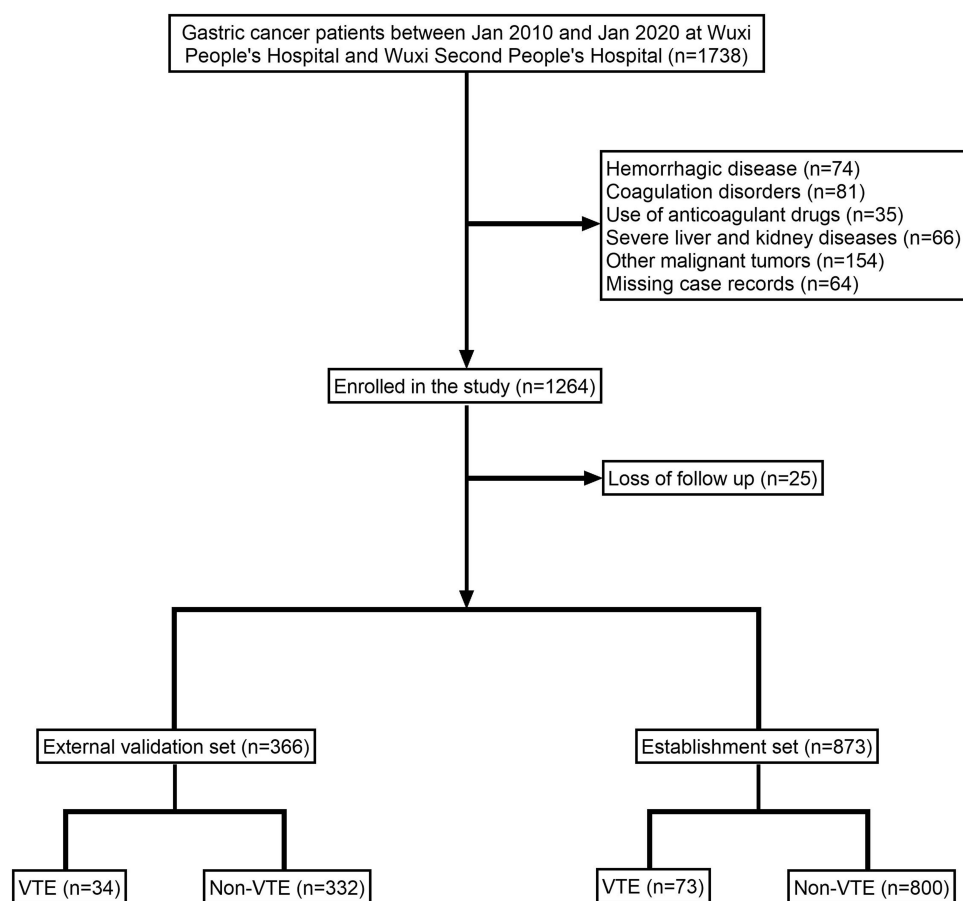 Gastric cancer patients between Jan 2010 and Jan 2020 at Wuxi
People's Hospital and Wuxi Second People's Hospital (n=1738)
Hemorrhagic disease (n=74)
Coagulation disorders (n=81)
Use of anticoagulant drugs (n=35)
Severe liver and kidney diseases (n=66)
Other malignant tumors (n=154)
Missing case records (n=64)
Enrolled in the study (n=1264)
Loss of follow up (n=25)
External validation set (n=366)
Establishment set (n=873)
VTE (n=34)
Non-VTE (n=332)
VTE (n=73)
Non-VTE (n=800)